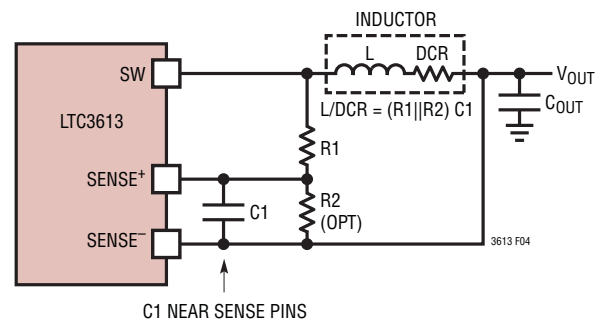 INDUCTOR
L DCR
SW
V_OUT
C_OUT
L/DCR = (R1||R2) C1
LTC3613
R1
SENSE⁺
C1
R2
(OPT)
SENSE⁻
3613 F04
C1 NEAR SENSE PINS